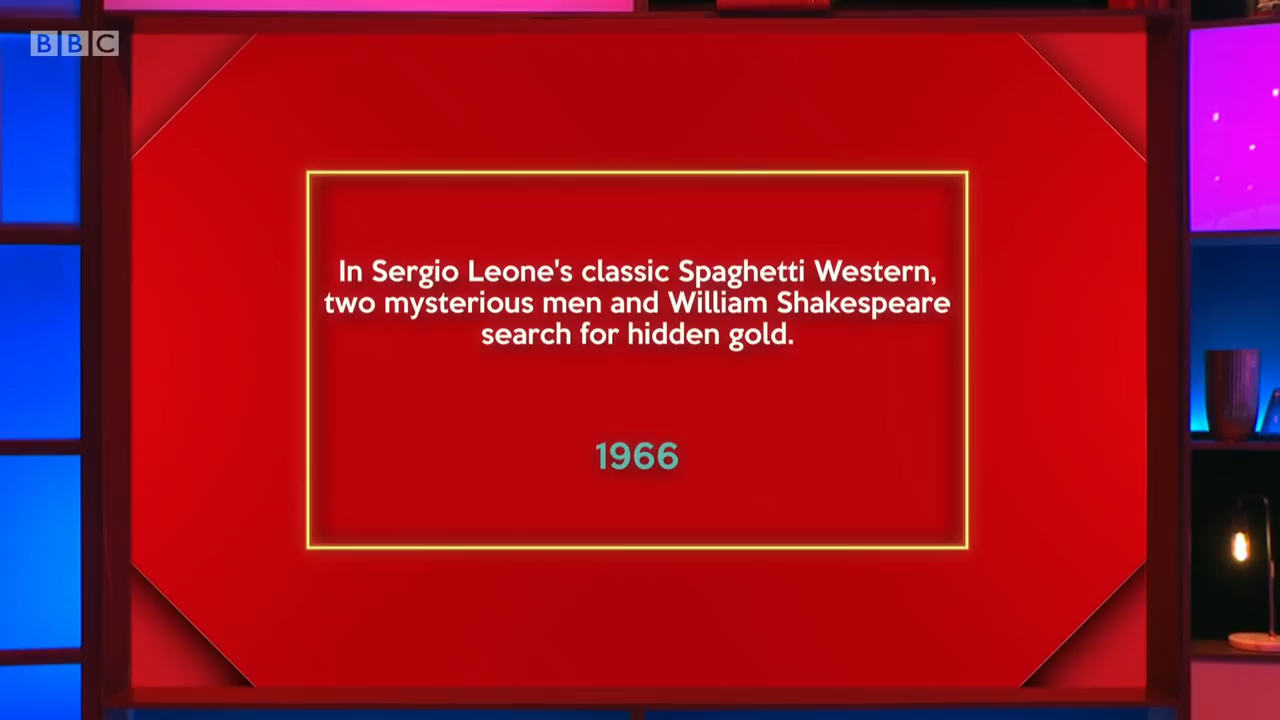 BBC
In Sergio Leone's classic Spaghetti Western,
two mysterious men and William Shakespeare
search for hidden gold.
1966